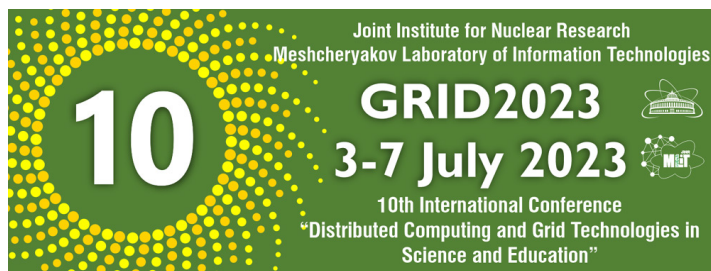 10
Joint Institute for Nuclear Research
Meshcheryakov Laboratory of Information Technologies
GRID2023
3-7 July 2023
MLIT
10th International Conference
“Distributed Computing and Grid Technologies in
Science and Education”